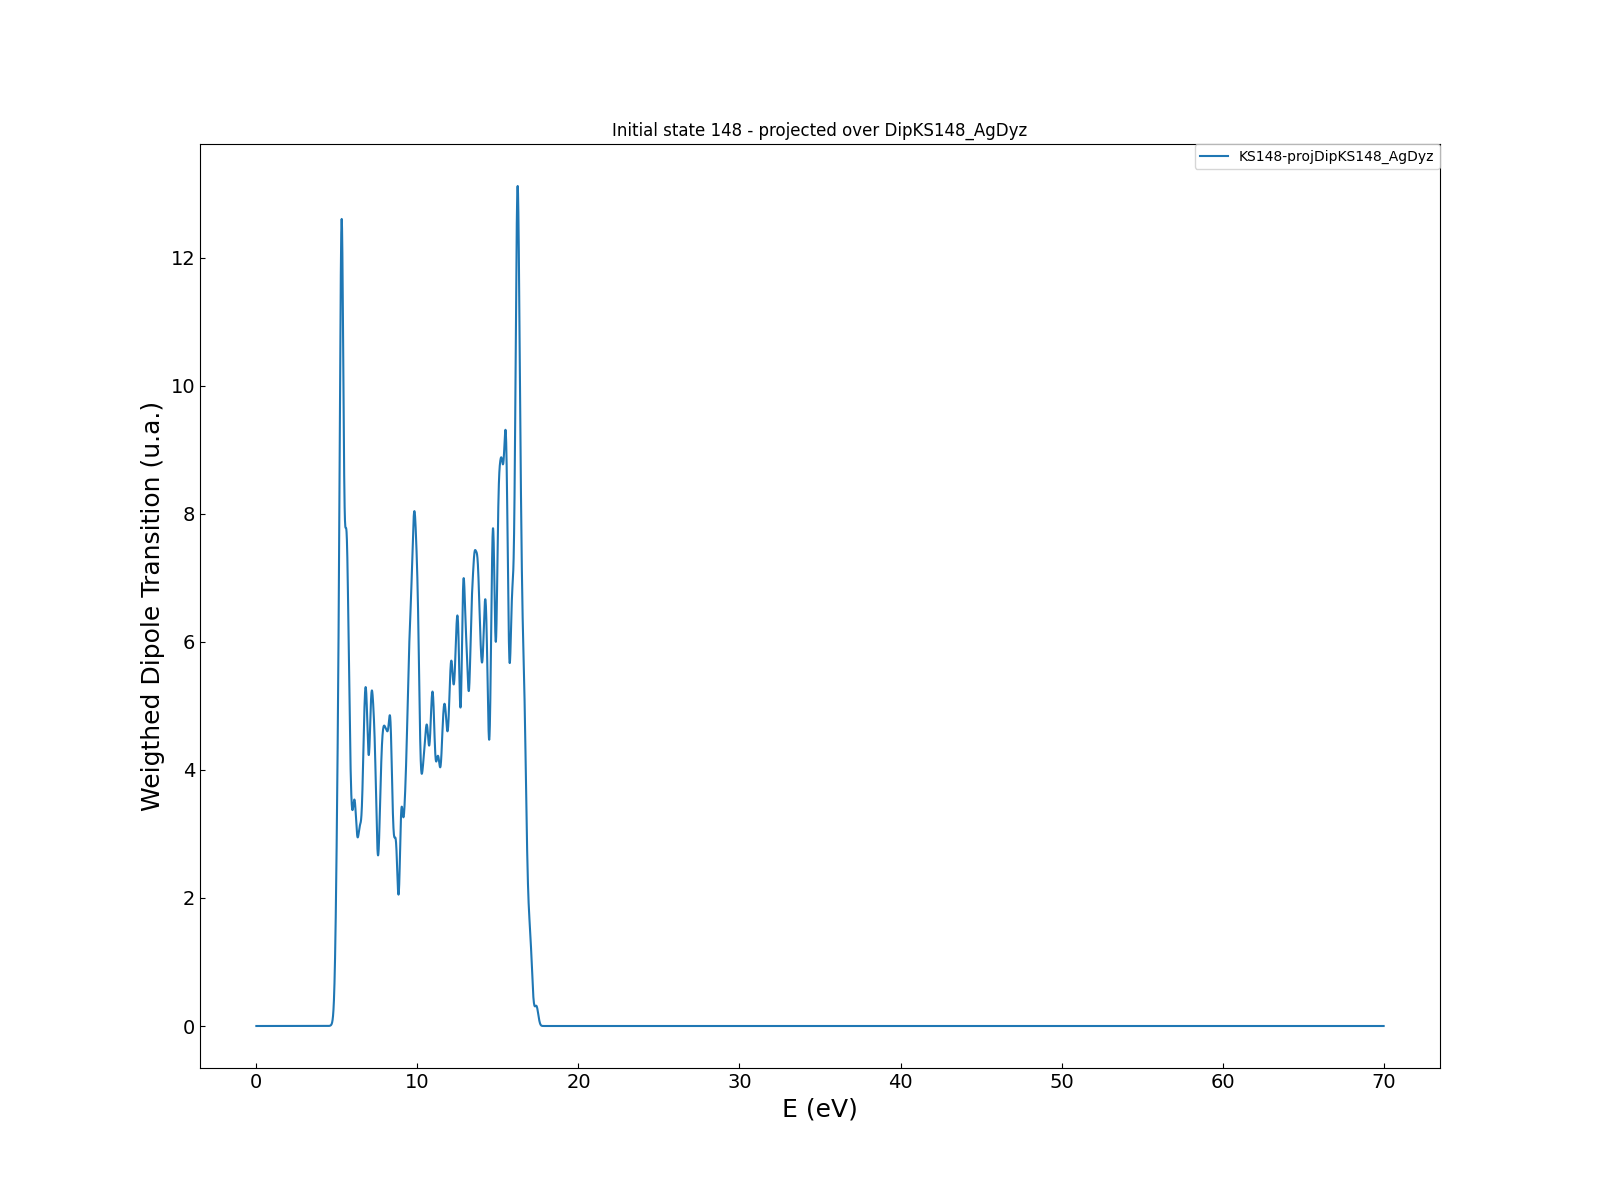 Initial state 148 - projected over DipKS148_AgDyz
KS148-projDipKS148_AgDyz
Weigthed Dipole Transition (u.a.)
12
10
8
6
4
2
0
0 10 20 30 40 50 60 70
E (eV)